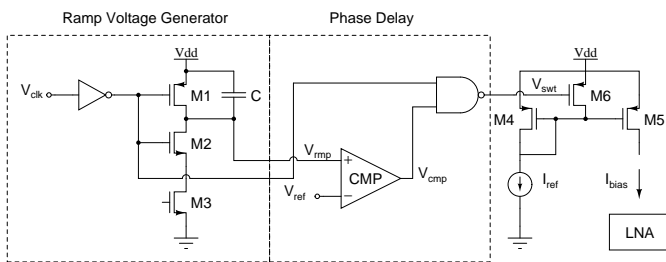 Ramp Voltage Generator
Phase Delay
Vdd
Vdd
Vclk
M1
C
Vswt
M6
M4
M5
M2
Vrmp
+
CMP
−
Vref
Vcmp
M3
Iref
Ibias
LNA